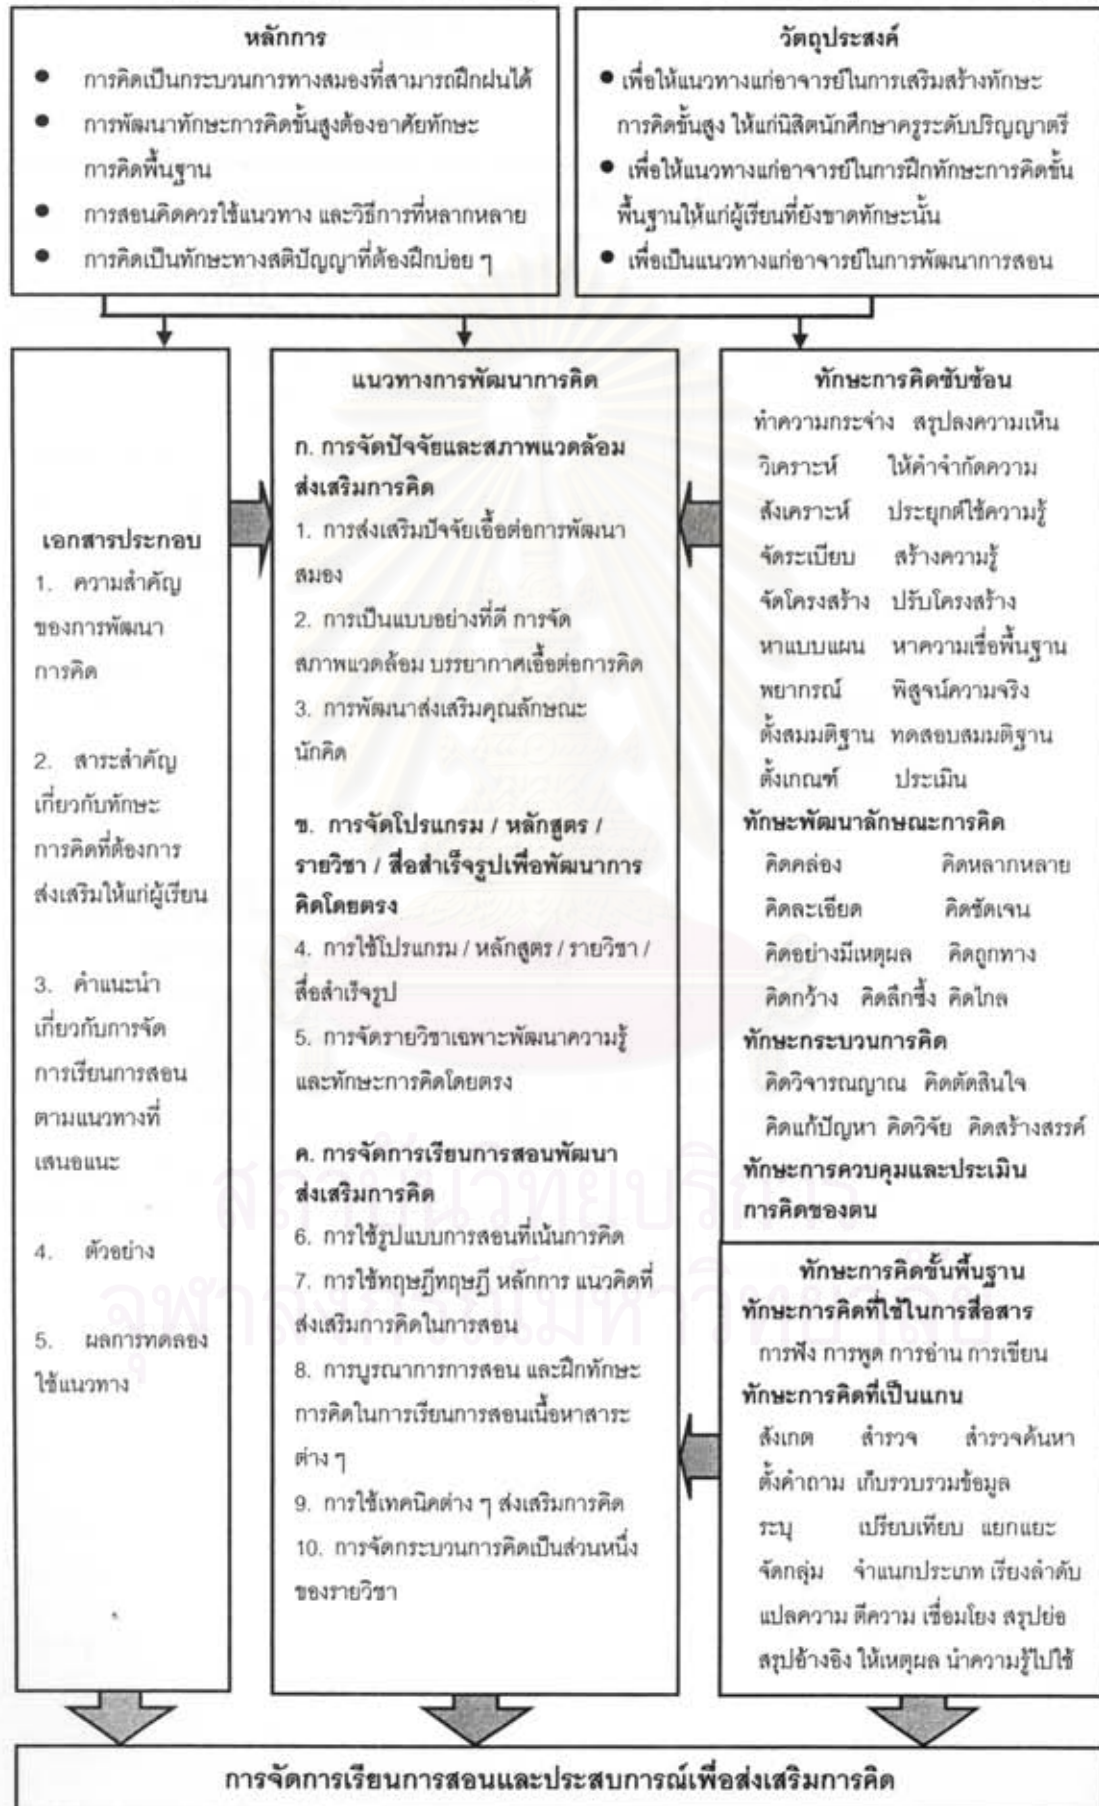 หลักการ
● การคิดเป็นกระบวนการทางสมองที่สามารถฝึกฝนได้
● การพัฒนาทักษะการคิดขั้นสูงต้องอาศัยทักษะ
การคิดพื้นฐาน
● การสอนคิดควรใช้แนวทาง และวิธีการที่หลากหลาย
● การคิดเป็นทักษะทางสติปัญญาที่ต้องฝึกบ่อย ๆ
วัตถุประสงค์
● เพื่อให้แนวทางแก่อาจารย์ในการเสริมสร้างทักษะ
การคิดขั้นสูง ให้แก่นิสิตนักศึกษาครูระดับปริญญาตรี
● เพื่อให้แนวทางแก่อาจารย์ในการฝึกทักษะการคิดขั้น
พื้นฐานให้แก่ผู้เรียนที่ยังขาดทักษะนั้น
● เพื่อเป็นแนวทางแก่อาจารย์ในการพัฒนาการสอน
เอกสารประกอบ
1. ความสำคัญ
ของการพัฒนา
การคิด
2. สาระสำคัญ
เกี่ยวกับทักษะ
การคิดที่ต้องการ
ส่งเสริมให้แก่ผู้เรียน
3. คำแนะนำ
เกี่ยวกับการจัด
การเรียนการสอน
ตามแนวทางที่
เสนอแนะ
4. ตัวอย่าง
5. ผลการทดลอง
ใช้แนวทาง
แนวทางการพัฒนาการคิด
ก. การจัดปัจจัยและสภาพแวดล้อม
ส่งเสริมการคิด
1. การส่งเสริมปัจจัยเอื้อต่อการพัฒนา
สมอง
2. การเป็นแบบอย่างที่ดี การจัด
สภาพแวดล้อม บรรยากาศเอื้อต่อการคิด
3. การพัฒนาส่งเสริมคุณลักษณะ
นักคิด
ข. การจัดโปรแกรม / หลักสูตร /
รายวิชา / สื่อสำเร็จรูปเพื่อพัฒนาการ
คิดโดยตรง
4. การใช้โปรแกรม / หลักสูตร / รายวิชา /
สื่อสำเร็จรูป
5. การจัดรายวิชาเฉพาะพัฒนาความรู้
และทักษะการคิดโดยตรง
ค. การจัดการเรียนการสอนพัฒนา
ส่งเสริมการคิด
6. การใช้รูปแบบการสอนที่เน้นการคิด
7. การใช้ทฤษฎีทฤษฎี หลักการ แนวคิดที่
ส่งเสริมการคิดในการสอน
8. การบูรณาการการสอน และฝึกทักษะ
การคิดในการเรียนการสอนเนื้อหาสาระ
ต่าง ๆ
9. การใช้เทคนิคต่าง ๆ ส่งเสริมการคิด
10. การจัดกระบวนการคิดเป็นส่วนหนึ่ง
ของรายวิชา
ทักษะการคิดซับซ้อน
ทำความกระจ่าง สรุปลงความเห็น
วิเคราะห์ ให้คำจำกัดความ
สังเคราะห์ ประยุกต์ใช้ความรู้
จัดระเบียบ สร้างความรู้
จัดโครงสร้าง ปรับโครงสร้าง
หาแบบแผน หาความเชื่อพื้นฐาน
พยากรณ์ พิสูจน์ความจริง
ตั้งสมมติฐาน ทดสอบสมมติฐาน
ตั้งเกณฑ์ ประเมิน
ทักษะพัฒนาลักษณะการคิด
คิดคล่อง คิดหลากหลาย
คิดละเอียด คิดชัดเจน
คิดอย่างมีเหตุผล คิดถูกทาง
คิดกว้าง คิดลึกซึ้ง คิดไกล
ทักษะกระบวนการคิด
คิดวิจารณญาณ คิดตัดสินใจ
คิดแก้ปัญหา คิดวิจัย คิดสร้างสรรค์
ทักษะการควบคุมและประเมิน
การคิดของตน
ทักษะการคิดขั้นพื้นฐาน
ทักษะการคิดที่ใช้ในการสื่อสาร
การฟัง การพูด การอ่าน การเขียน
ทักษะการคิดที่เป็นแกน
สังเกต สำรวจ สำรวจค้นหา
ตั้งคำถาม เก็บรวบรวมข้อมูล
ระบุ เปรียบเทียบ แยกแยะ
จัดกลุ่ม จำแนกประเภท เรียงลำดับ
แปลความ ตีความ เชื่อมโยง สรุปย่อ
สรุปอ้างอิง ให้เหตุผล นำความรู้ไปใช้
การจัดการเรียนการสอนและประสบการณ์เพื่อส่งเสริมการคิด
สถาบันวิทยบริการ
จุฬาลงกรณ์มหาวิทยาลัย